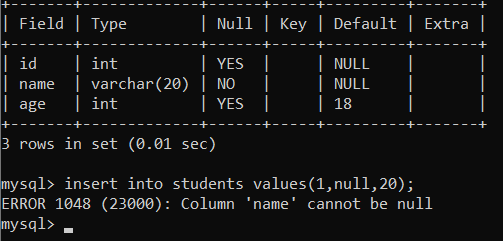 +-------+-------------+------+-----+---------+-------+
| Field | Type        | Null | Key | Default | Extra |
+-------+-------------+------+-----+---------+-------+
| id    | int         | YES  |     | NULL    |       |
| name  | varchar(20) | NO   |     | NULL    |       |
| age   | int         | YES  |     | 18      |       |
+-------+-------------+------+-----+---------+-------+
3 rows in set (0.01 sec)
mysql> insert into students values(1,null,20);
ERROR 1048 (23000): Column 'name' cannot be null
mysql>